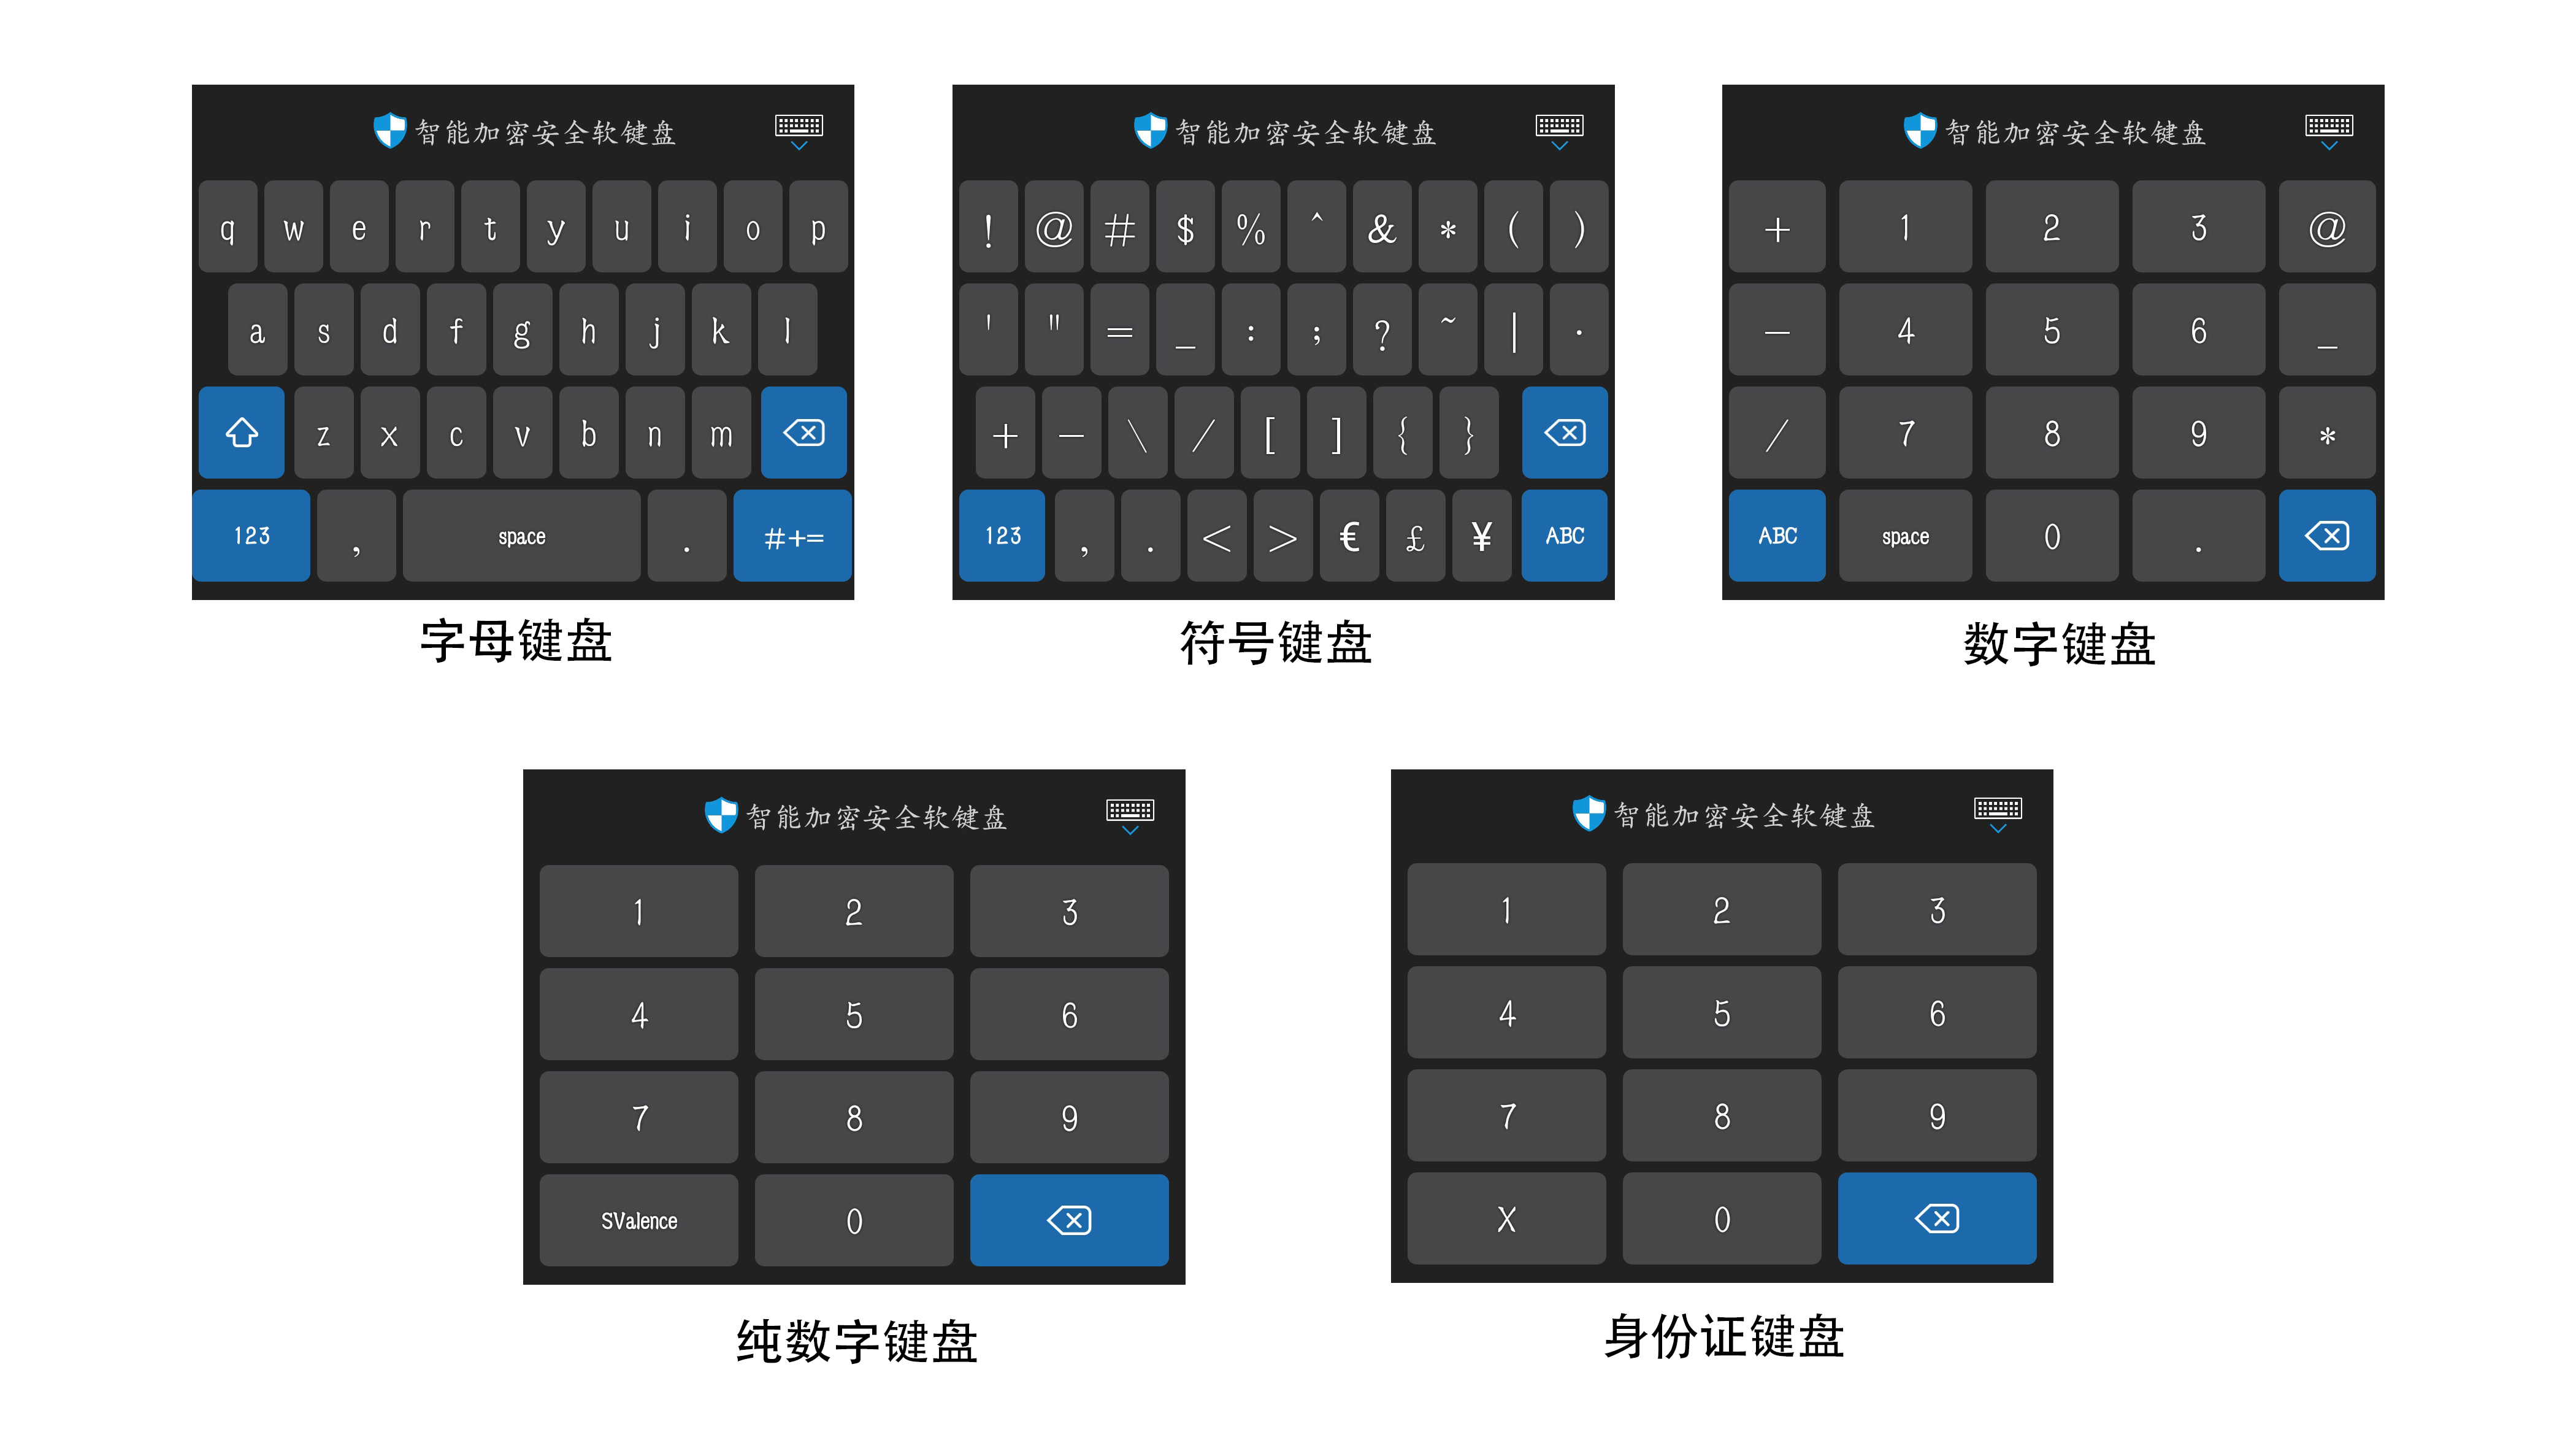 智能加密安全软键盘
q w e r t y u i o p
a s d f g h j k l
z x c v b n m
123 , space . #+=
字母键盘
智能加密安全软键盘
! @ # $ % ^ & * ( )
' " = _ : ; ? ~ | ·
+ - \ / [ ] { }
123 , . < > € £ ¥ ABC
符号键盘
智能加密安全软键盘
+ 1 2 3 @
- 4 5 6 _
/ 7 8 9 *
ABC space 0 .
数字键盘
智能加密安全软键盘
1 2 3
4 5 6
7 8 9
SValence 0
纯数字键盘
智能加密安全软键盘
1 2 3
4 5 6
7 8 9
X 0
身份证键盘